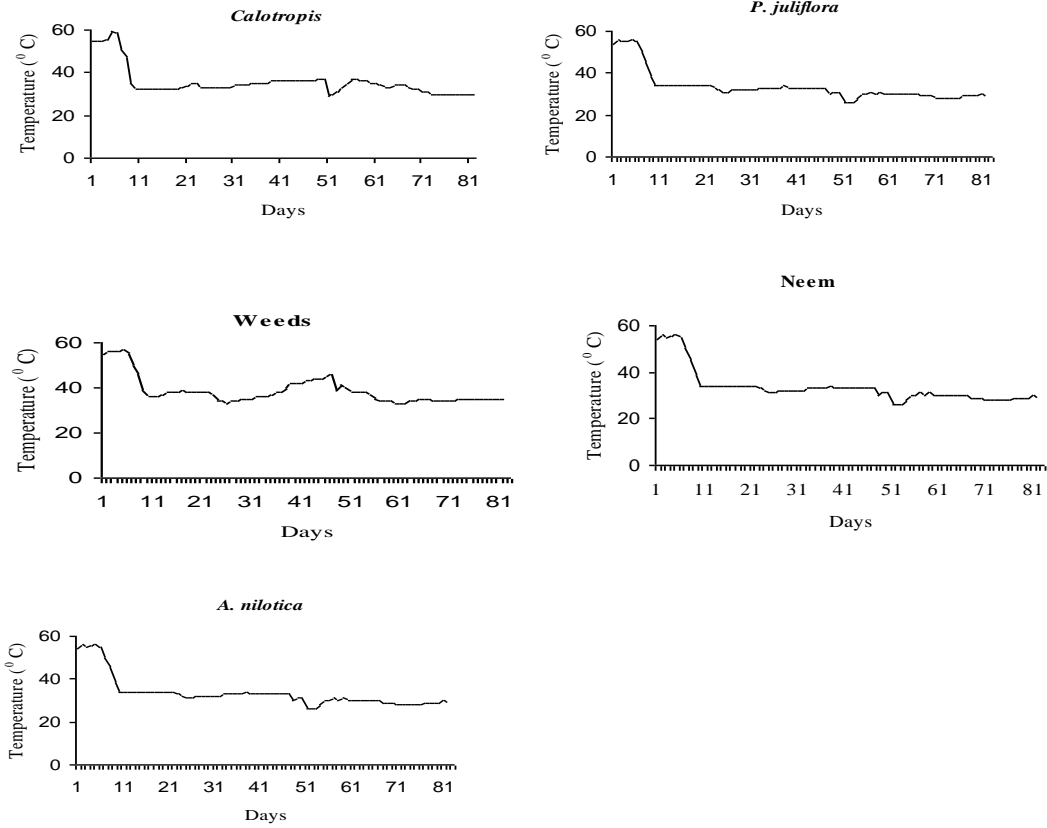 Calotropis
Temperature (⁰ C)
60
40
20
0
1 11 21 31 41 51 61 71 81
Days
P. juliflora
Temperature (⁰ C)
60
40
20
0
1 11 21 31 41 51 61 71 81
Days
Weeds
Temperature (⁰ C)
60
40
20
0
1 11 21 31 41 51 61 71 81
Days
Neem
Temperature (⁰ C)
60
40
20
0
1 11 21 31 41 51 61 71 81
Days
A. nilotica
Temperature (⁰ C)
60
40
20
0
1 11 21 31 41 51 61 71 81
Days